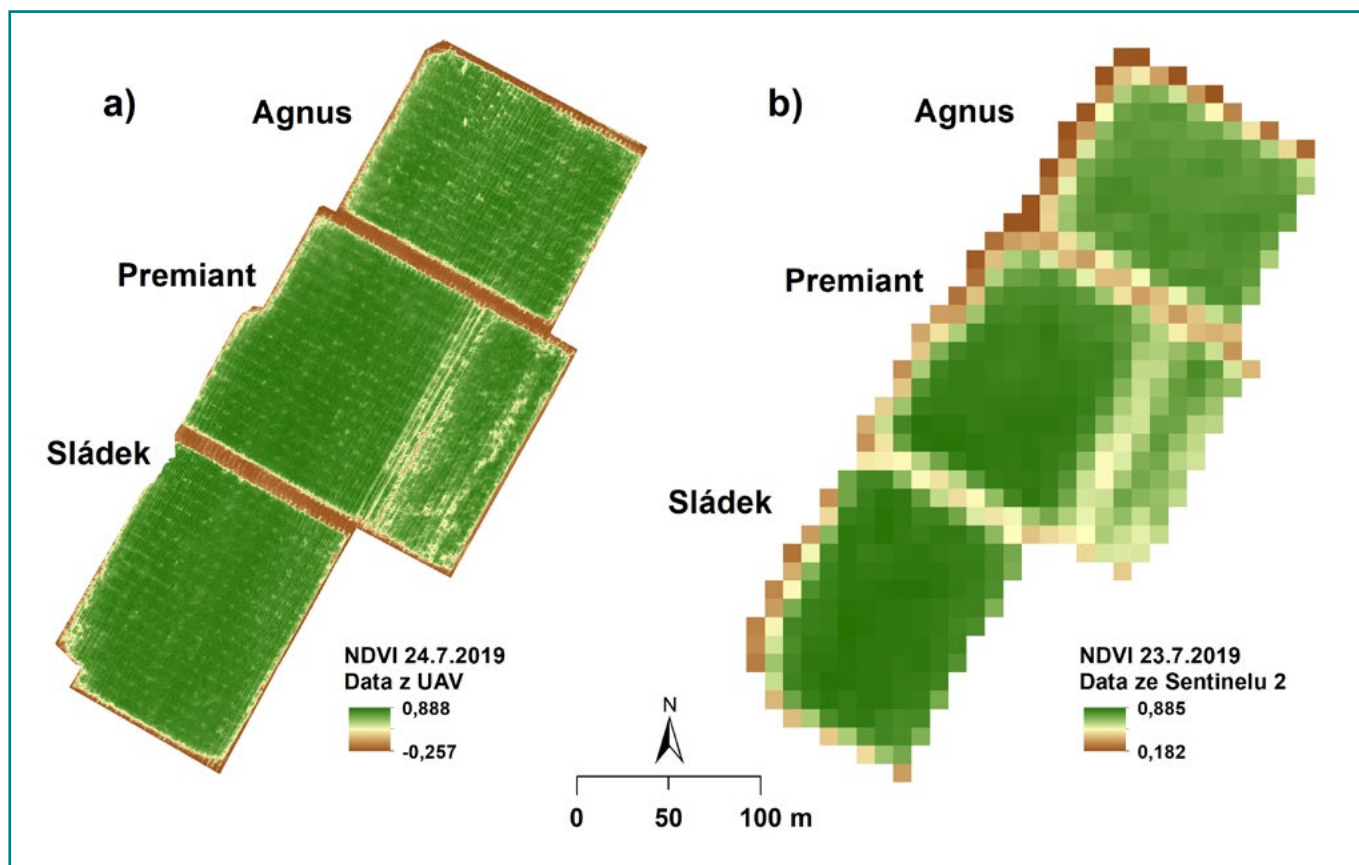 a)
Agnus
Premiant
Sládek
NDVI 24.7.2019
Data z UAV
0,888
-0,257
b)
Agnus
Premiant
Sládek
NDVI 23.7.2019
Data ze Sentinelu 2
0,885
0,182
N
0 50 100 m